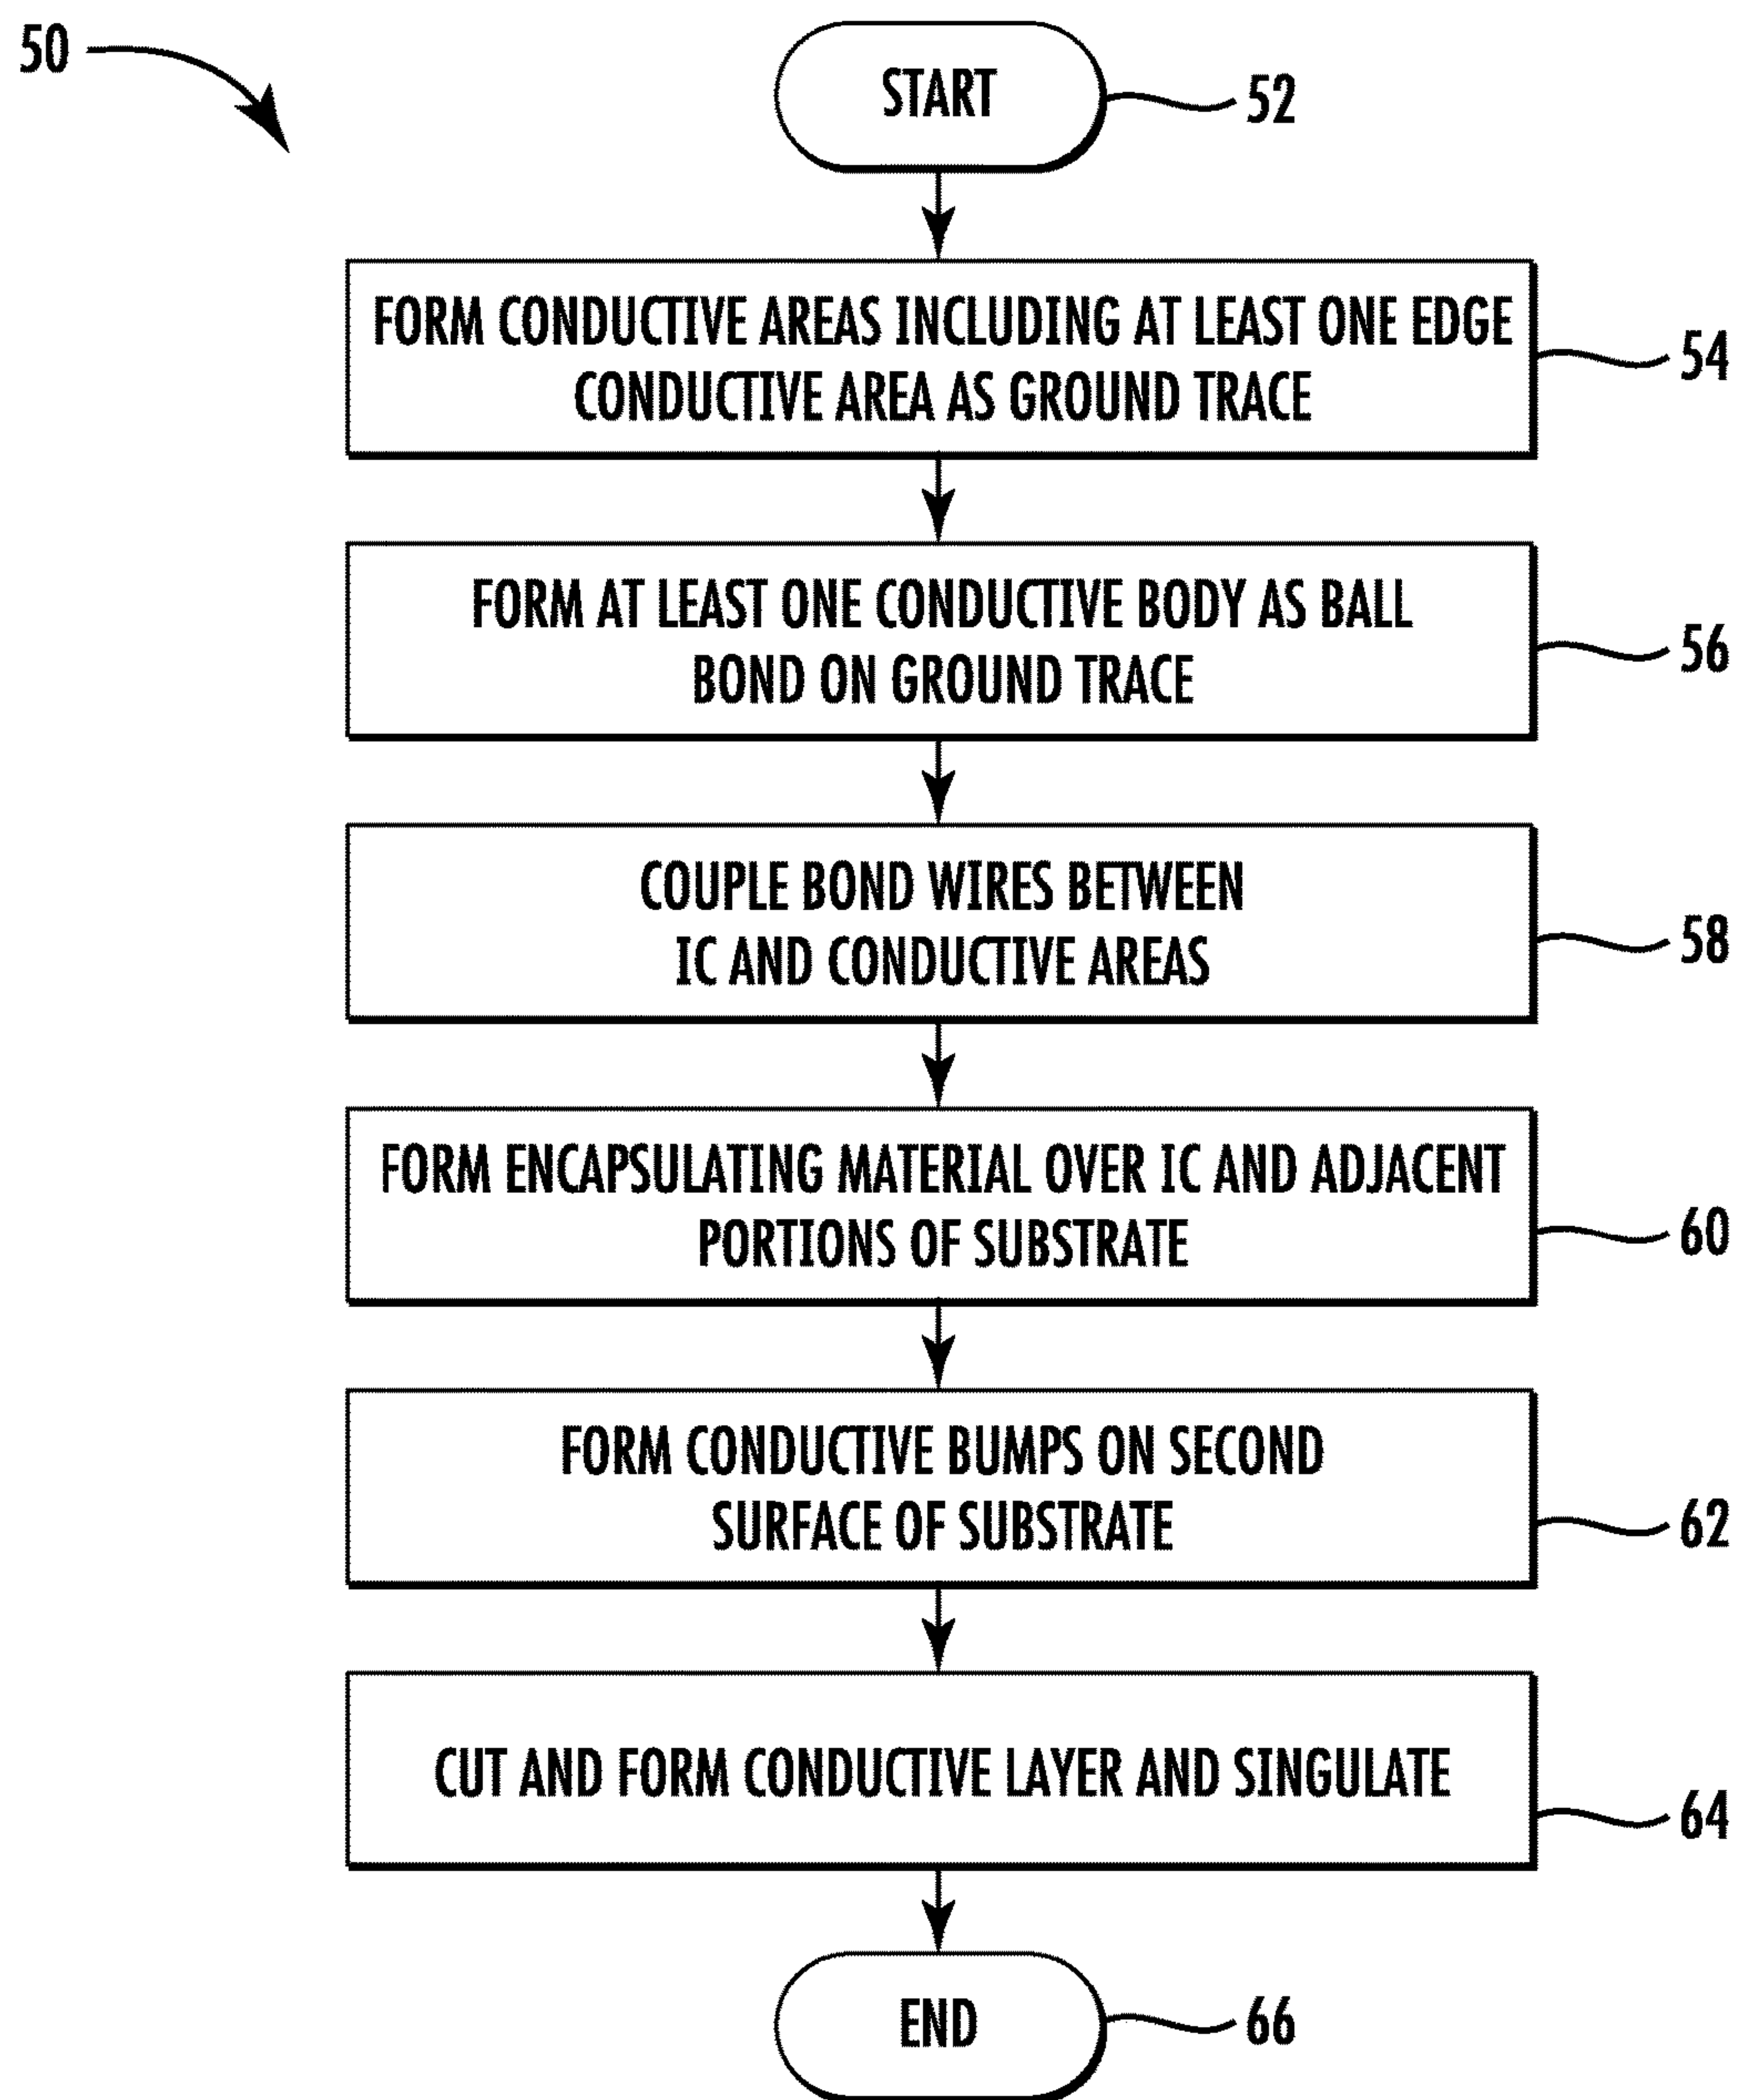 50
START
52
FORM CONDUCTIVE AREAS INCLUDING AT LEAST ONE EDGE
CONDUCTIVE AREA AS GROUND TRACE
54
FORM AT LEAST ONE CONDUCTIVE BODY AS BALL
BOND ON GROUND TRACE
56
COUPLE BOND WIRES BETWEEN
IC AND CONDUCTIVE AREAS
58
FORM ENCAPSULATING MATERIAL OVER IC AND ADJACENT
PORTIONS OF SUBSTRATE
60
FORM CONDUCTIVE BUMPS ON SECOND
SURFACE OF SUBSTRATE
62
CUT AND FORM CONDUCTIVE LAYER AND SINGULATE
64
END
66